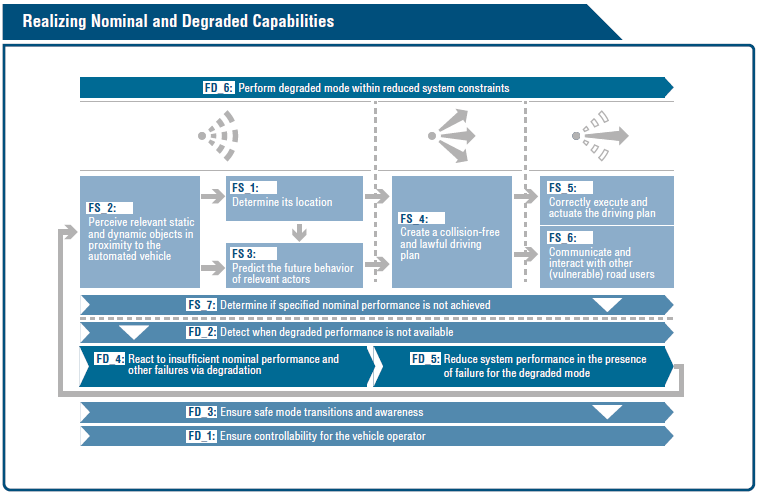 Realizing Nominal and Degraded Capabilities
FD_6: Perform degraded mode within reduced system constraints
FS_2:
Perceive relevant static
and dynamic objects in
proximity to the
automated vehicle
FS_1:
Determine its location
FS 3:
Predict the future behavior
of relevant actors
FS_4:
Create a collision-free
and lawful driving
plan
FS_5:
Correctly execute and
actuate the driving plan
FS_6:
Communicate and
interact with other
(vulnerable) road users
FS_7: Determine if specified nominal performance is not achieved
FD_2: Detect when degraded performance is not available
FD_4: React to insufficient nominal performance and
other failures via degradation
FD_5: Reduce system performance in the presence
of failure for the degraded mode
FD_3: Ensure safe mode transitions and awareness
FD_1: Ensure controllability for the vehicle operator